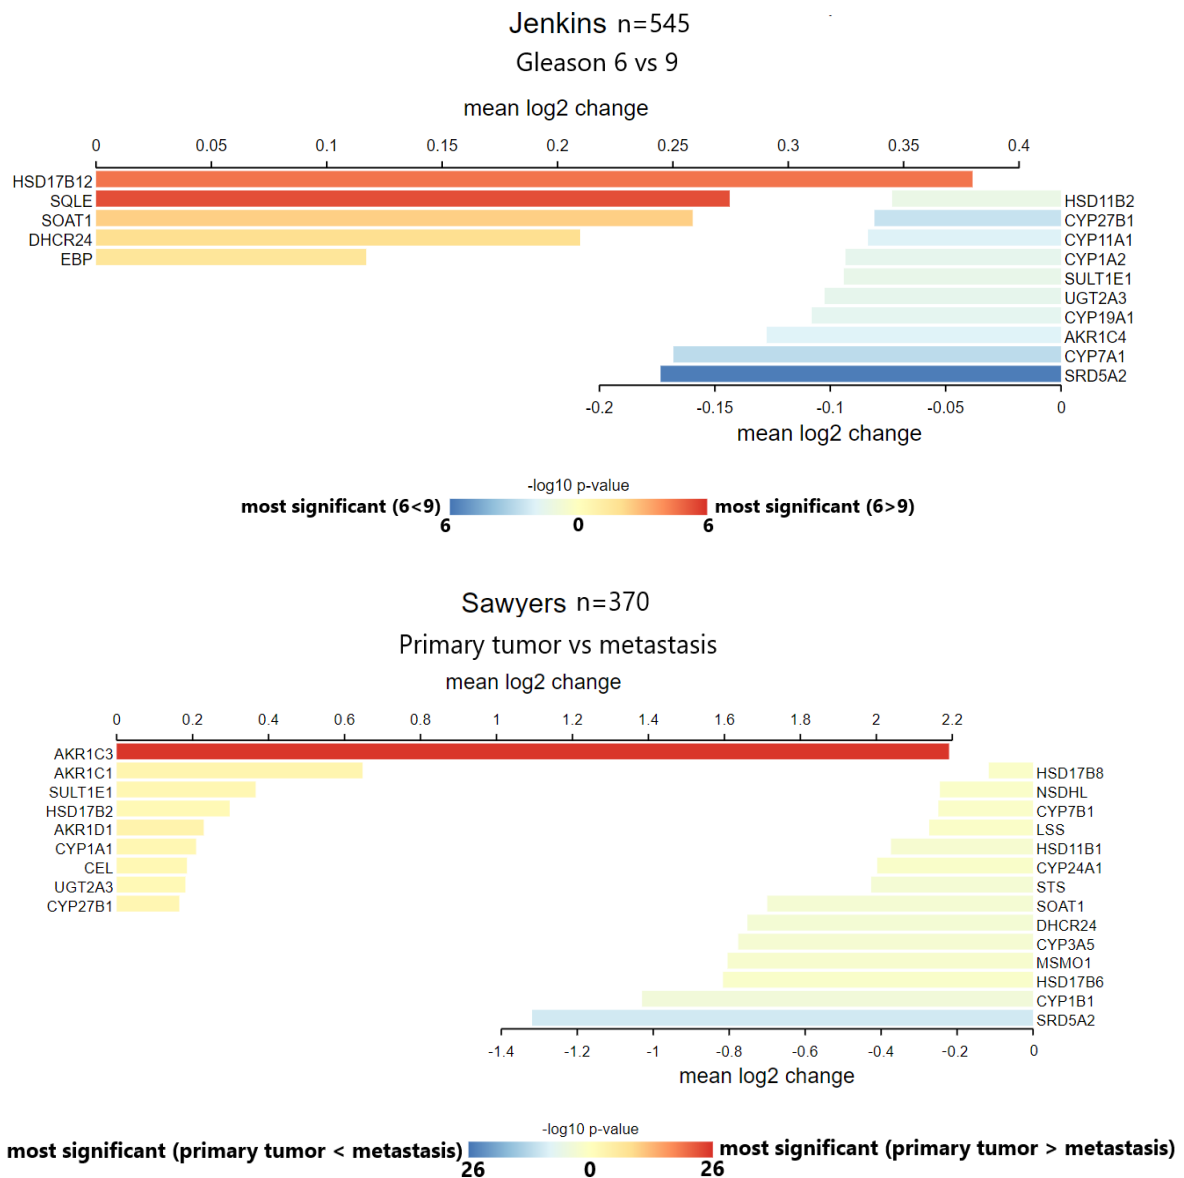 Jenkins n=545
Gleason 6 vs 9
mean log2 change
0 0.05 0.1 0.15 0.2 0.25 0.3 0.35 0.4
HSD17B12
SQLE HSD11B2
SOAT1 CYP27B1
DHCR24 CYP11A1
EBP CYP1A2
SULT1E1
UGT2A3
CYP19A1
AKR1C4
CYP7A1
SRD5A2
-0.2 -0.15 -0.1 -0.05 0
mean log2 change
-log10 p-value
most significant (6<9) most significant (6>9)
6 0 6
Sawyers n=370
Primary tumor vs metastasis
mean log2 change
0 0.2 0.4 0.6 0.8 1 1.2 1.4 1.6 1.8 2 2.2
AKR1C3
AKR1C1 HSD17B8
SULT1E1 NSDHL
HSD17B2 CYP7B1
AKR1D1 LSS
CYP1A1 HSD11B1
CEL CYP24A1
UGT2A3 STS
CYP27B1 SOAT1
DHCR24
CYP3A5
MSMO1
HSD17B6
CYP1B1
SRD5A2
-1.4 -1.2 -1 -0.8 -0.6 -0.4 -0.2 0
mean log2 change
-log10 p-value
most significant (primary tumor < metastasis) most significant (primary tumor > metastasis)
26 0 26